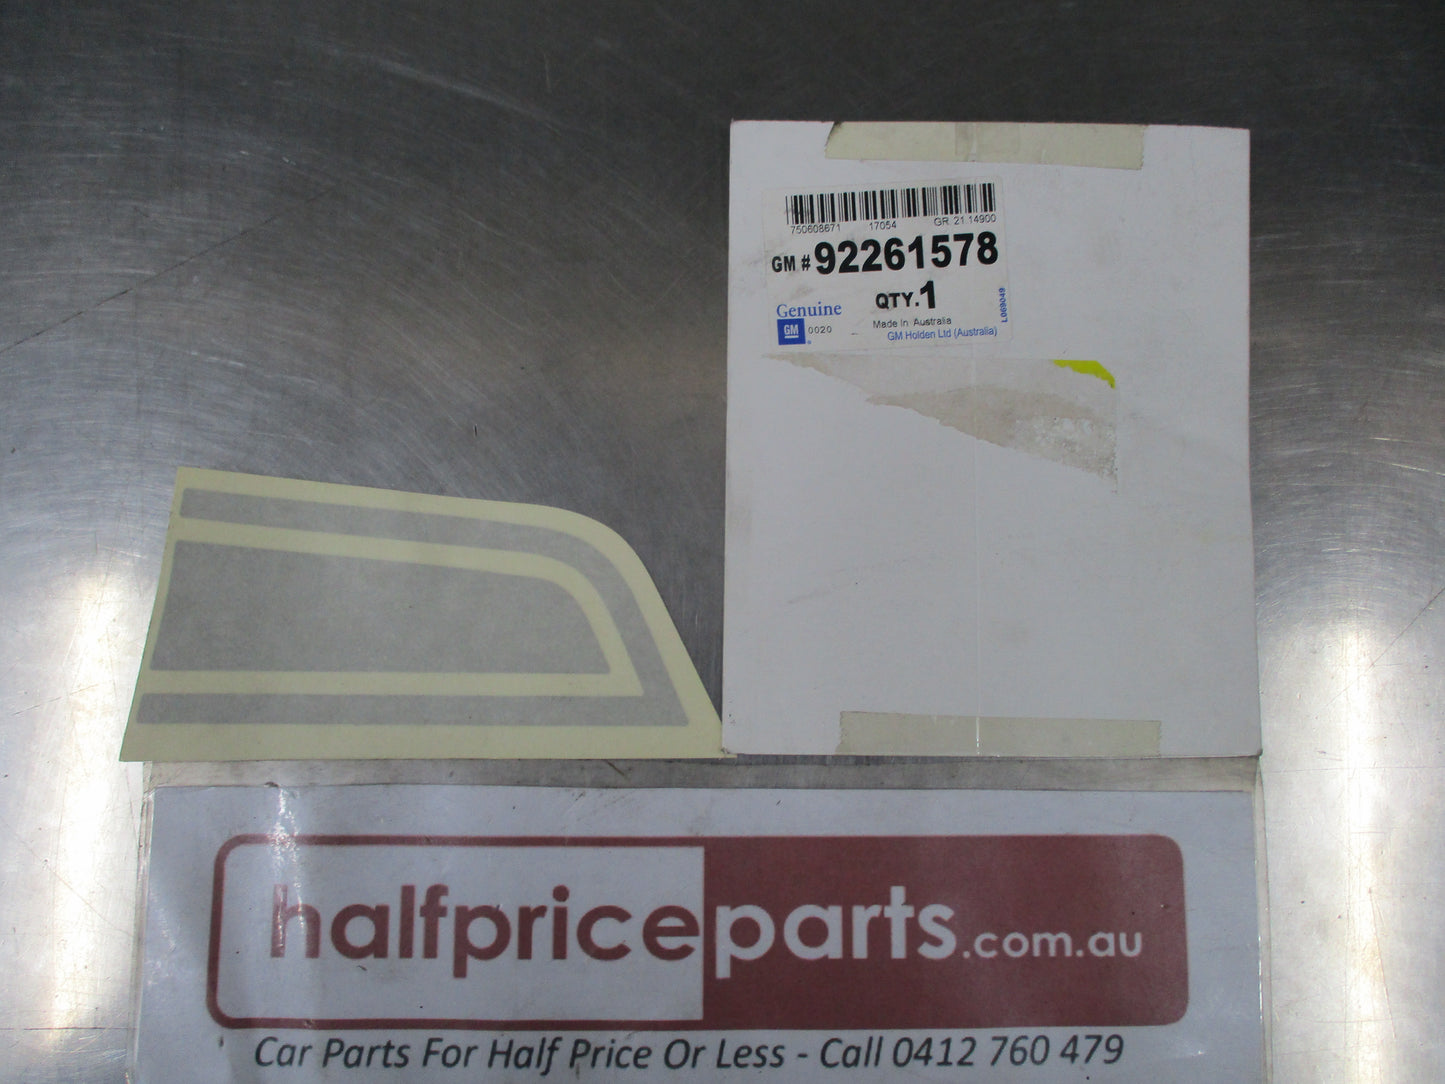 750608671 17054 GR. 21.14900
GM # 92261578
QTY. 1
Genuine
GM 0020
Made In Australia
GM Holden Ltd (Australia)
L069049
halfpriceparts.com.au
Car Parts For Half Price Or Less - Call 0412 760 479